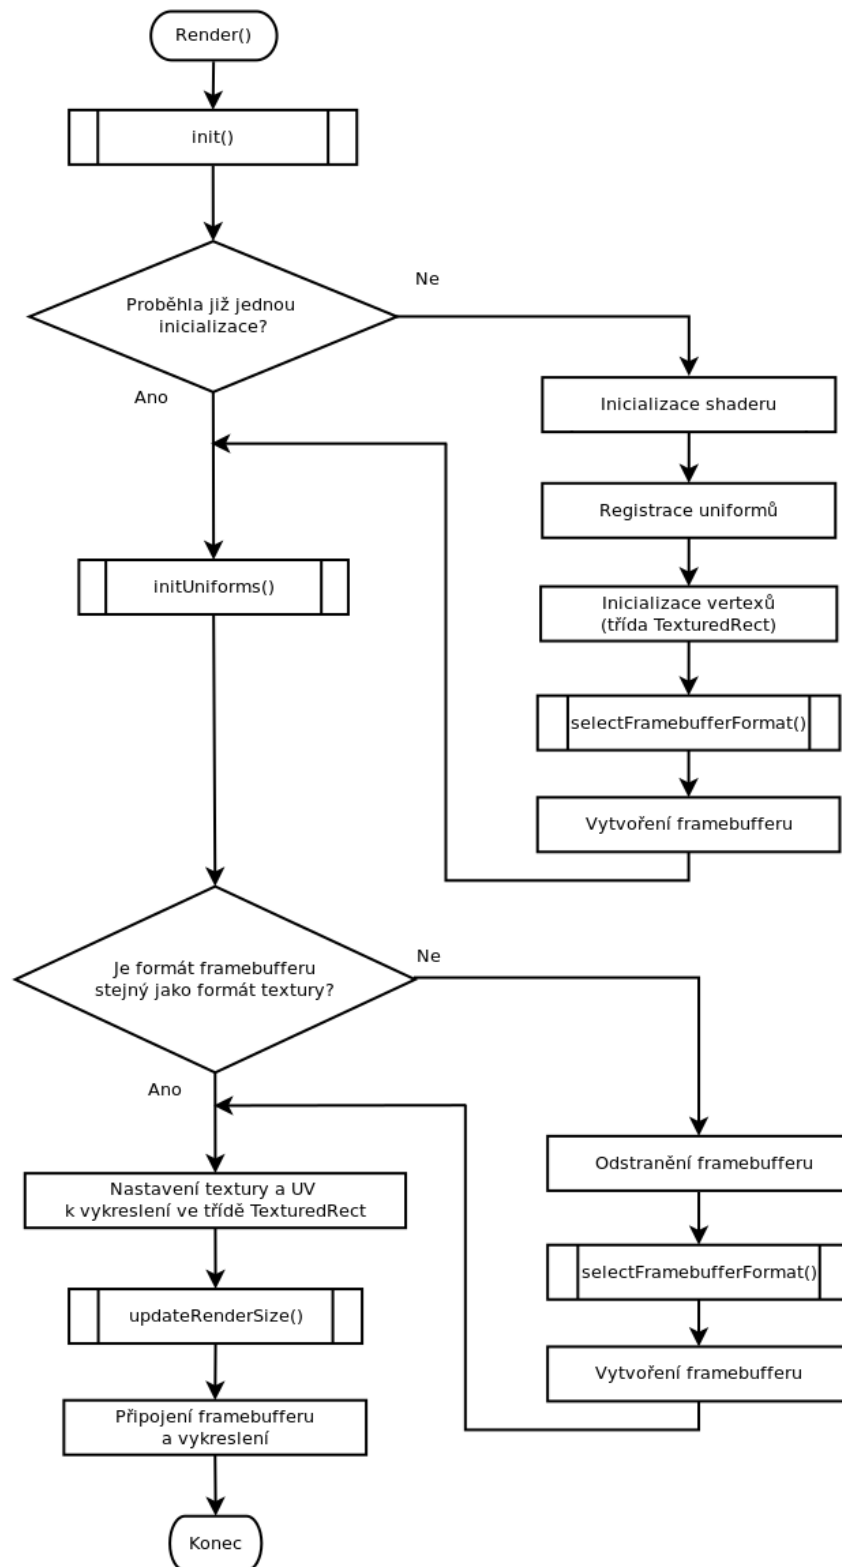 Render()
init()
Proběhla již jednou
inicializace?
Ne
Ano
Inicializace shaderu
Registrace uniformů
initUniforms()
Inicializace vertexů
(třída TexturedRect)
selectFramebufferFormat()
Vytvoření framebufferu
Je formát framebufferu
stejný jako formát textury?
Ne
Ano
Odstranění framebufferu
Nastavení textury a UV
k vykreslení ve třídě TexturedRect
selectFramebufferFormat()
updateRenderSize()
Vytvoření framebufferu
Připojení framebufferu
a vykreslení
Konec